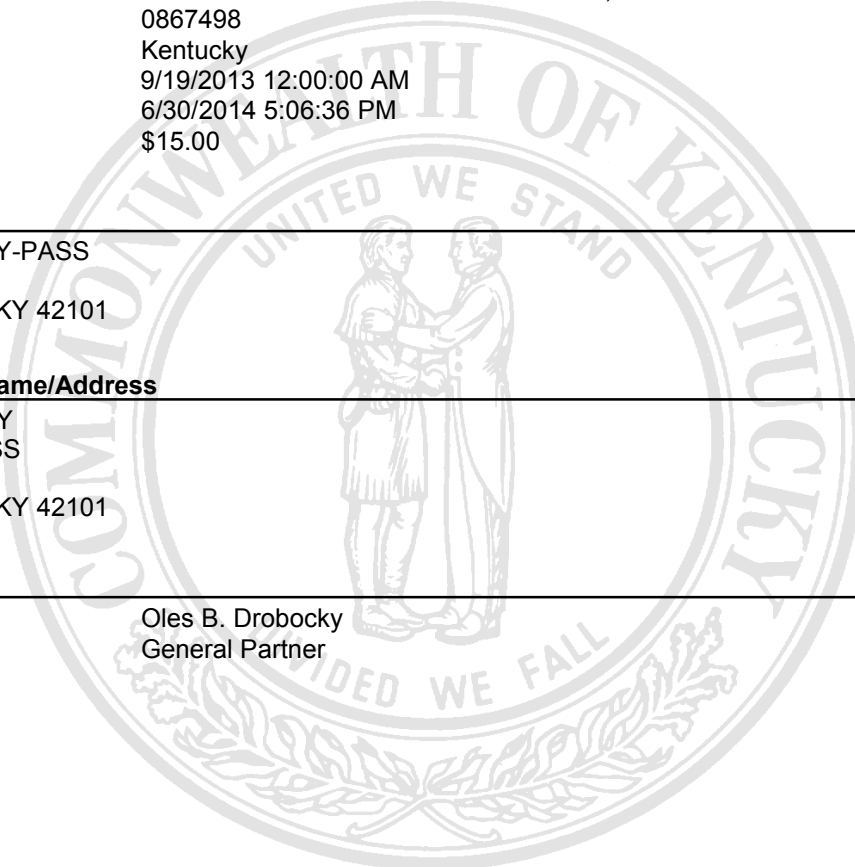 0867498
Kentucky
9/19/2013 12:00:00 AM
6/30/2014 5:06:36 PM
$15.00
Y-PASS
KY 42101
ame/Address
Y
SS
KY 42101
Oles B. Drobocky
General Partner
COMMONWEALTH OF KENTUCKY
UNITED WE STAND
DIVIDED WE FALL